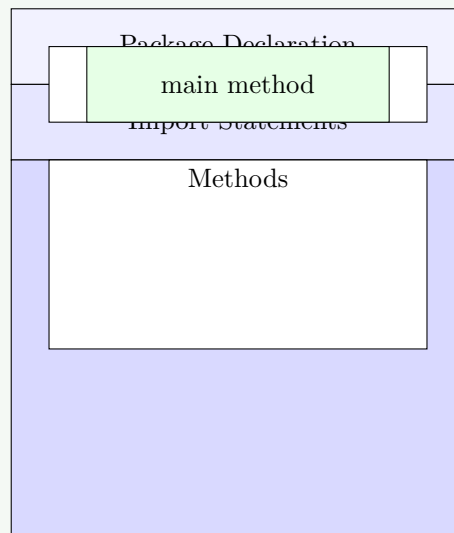 Package Declaration
main method
Import Statements
Methods